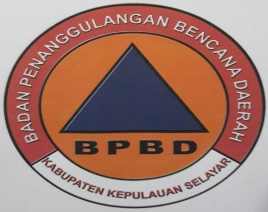 BADAN PENANGGULANGAN BENCANA DAERAH
BPBD
KABUPATEN KEPULAUAN SELAYAR